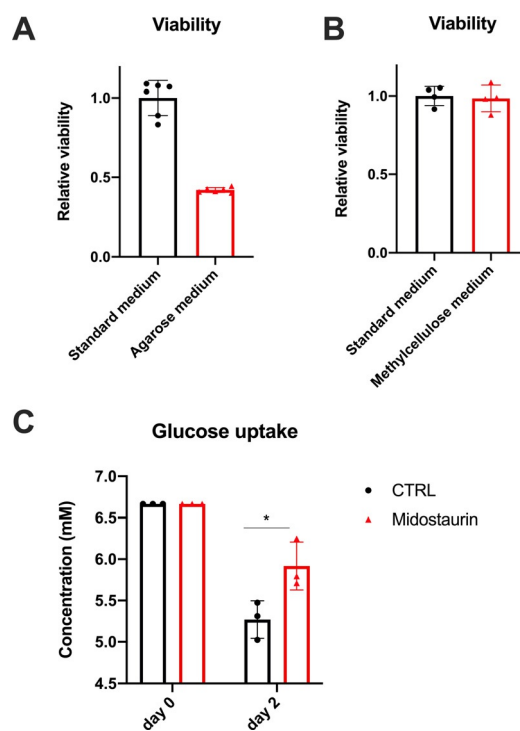 A
Viability
Relative viability
1.0
0.5
0.0
Standard medium
Agarose medium
B
Viability
Relative viability
1.0
0.5
0.0
Standard medium
Methylcellulose medium
C
Glucose uptake
Concentration (mM)
7.0
6.5
6.0
5.5
5.0
4.5
*
day 0
day 2
CTRL
Midostaurin